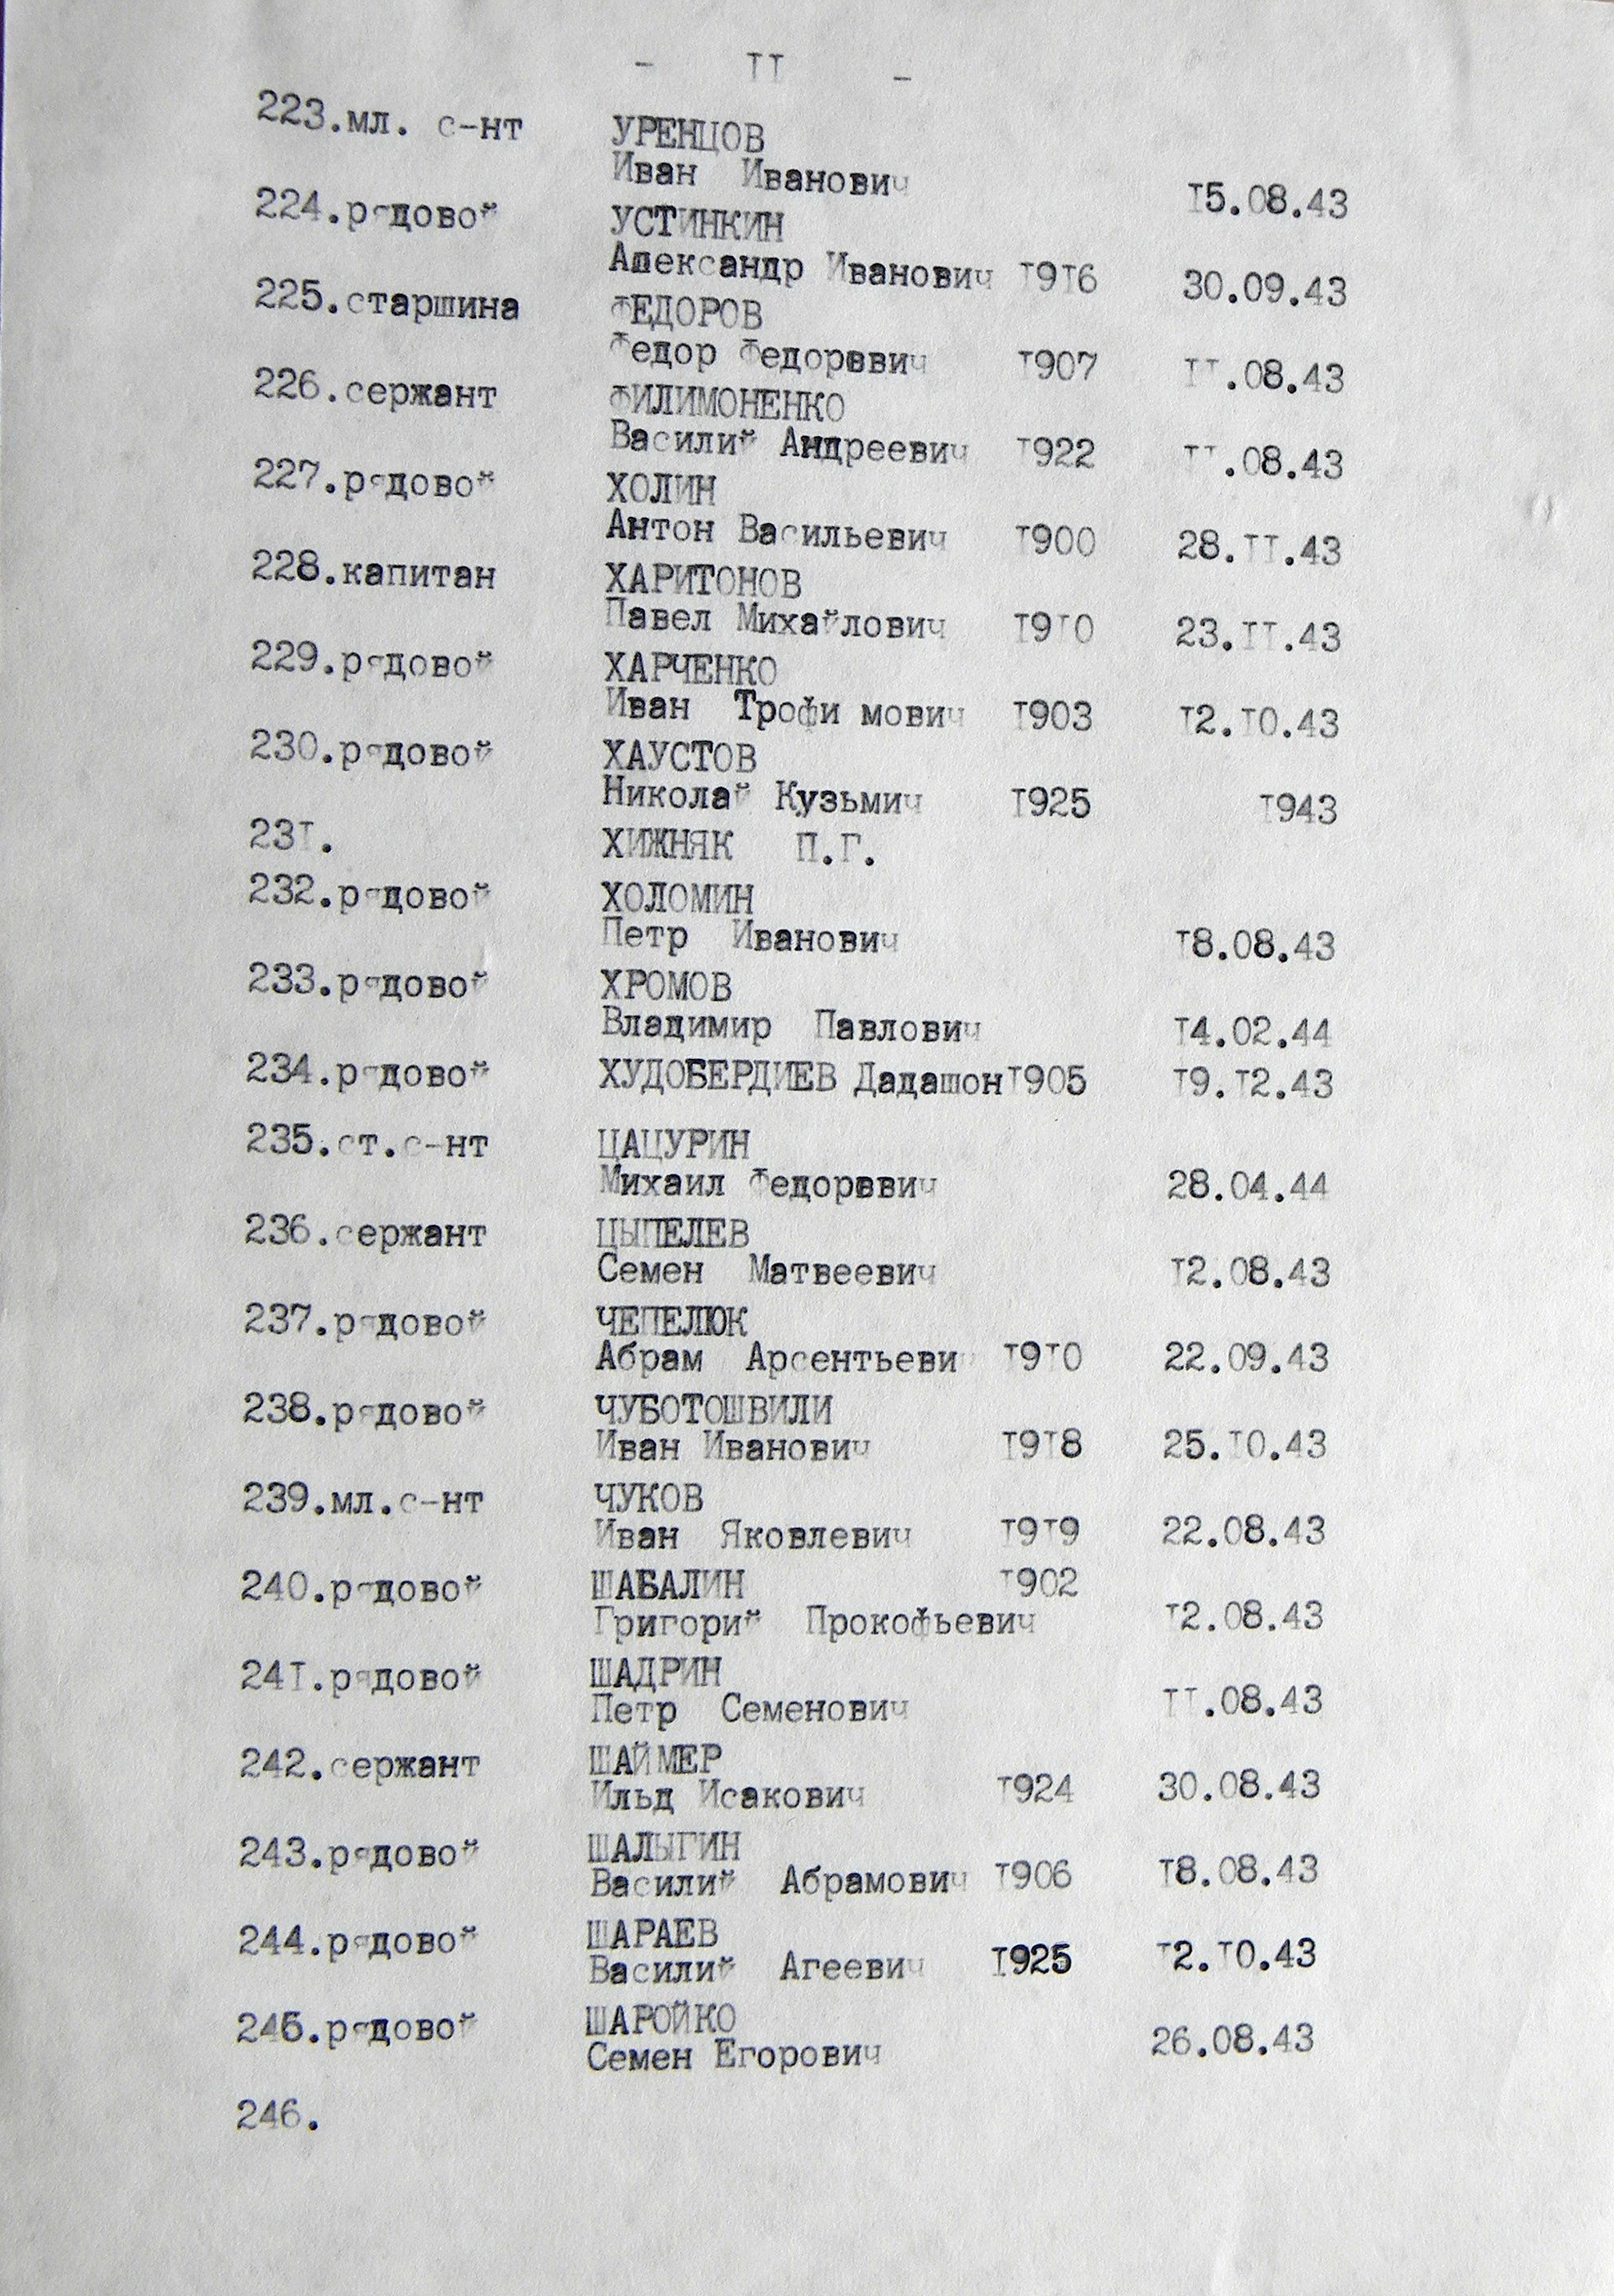 - II -
223.мл. с-нт УРЕНЦОВ
Иван Иванович 15.08.43
224.рядовой УСТИНКИН
Александр Иванович 1916 30.09.43
225.старшина ФЕДОРОВ
Федор Федорввич 1907 11.08.43
226.сержант ФИЛИМОНЕНКО
Василий Андреевич 1922 11.08.43
227.рядовой ХОЛИН
Антон Васильевич 1900 28.11.43
228.капитан ХАРИТОНОВ
Павел Михайлович 1910 23.11.43
229.рядовой ХАРЧЕНКО
Иван Трофи мович 1903 12.10.43
230.рядовой ХАУСТОВ
Николай Кузьмич 1925 1943
231. ХИЖНЯК П.Г.
232.рядовой ХОЛОМИН
Петр Иванович 18.08.43
233.рядовой ХРОМОВ
Владимир Павлович 14.02.44
234.рядовой ХУДОБЕРДИЕВ Дадашон 1905 19.12.43
235.ст.с-нт ЦАЦУРИН
Михаил Федорввич 28.04.44
236.сержант ЦЫПЕЛЕВ
Семен Матвеевич 12.08.43
237.рядовой ЧЕПЕЛЮК
Абрам Арсентьевич 1910 22.09.43
238.рядовой ЧУБОТОШВИЛИ
Иван Иванович 1918 25.10.43
239.мл.с-нт ЧУКОВ
Иван Яковлевич 1919 22.08.43
240.рядовой ШАБАЛИН 1902
Григорий Прокофьевич 12.08.43
241.рядовой ШАДРИН
Петр Семенович 11.08.43
242.сержант ШАЙМЕР
Ильд Исакович 1924 30.08.43
243.рядовой ШАЛЫГИН
Василий Абрамович 1906 18.08.43
244.рядовой ШАРАЕВ
Василий Агеевич 1925 12.10.43
245.рядовой ШАРОЙКО
Семен Егорович 26.08.43
246.